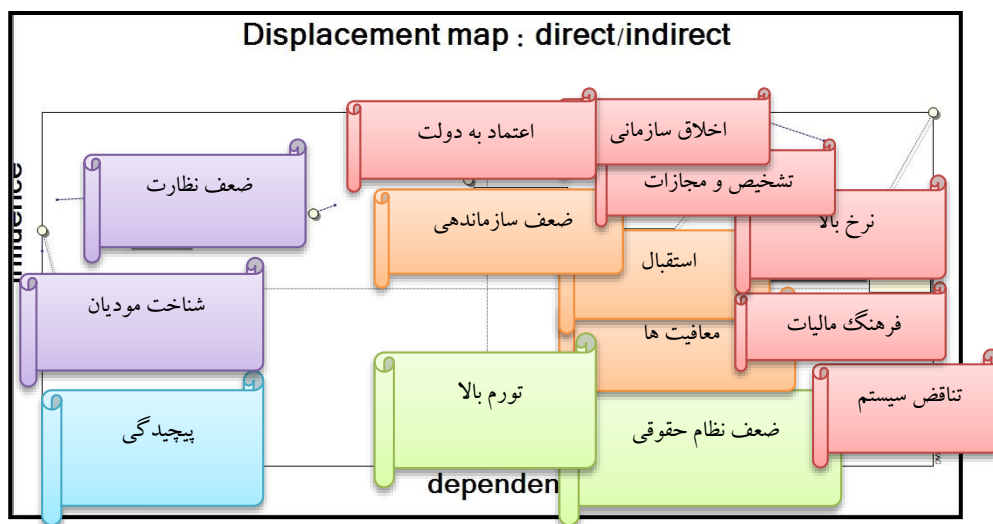 Displacement map : direct/indirect
اعتماد به دولت
اخلاق سازمانی
ضعف نظارت
تشخیص و مجازات
ضعف سازماندهی
نرخ بالا
استقبال
شناخت مودیان
فرهنگ مالیات
معافیت ها
تورم بالا
تناقض سیستم
پیچیدگی
ضعف نظام حقوقی
dependen